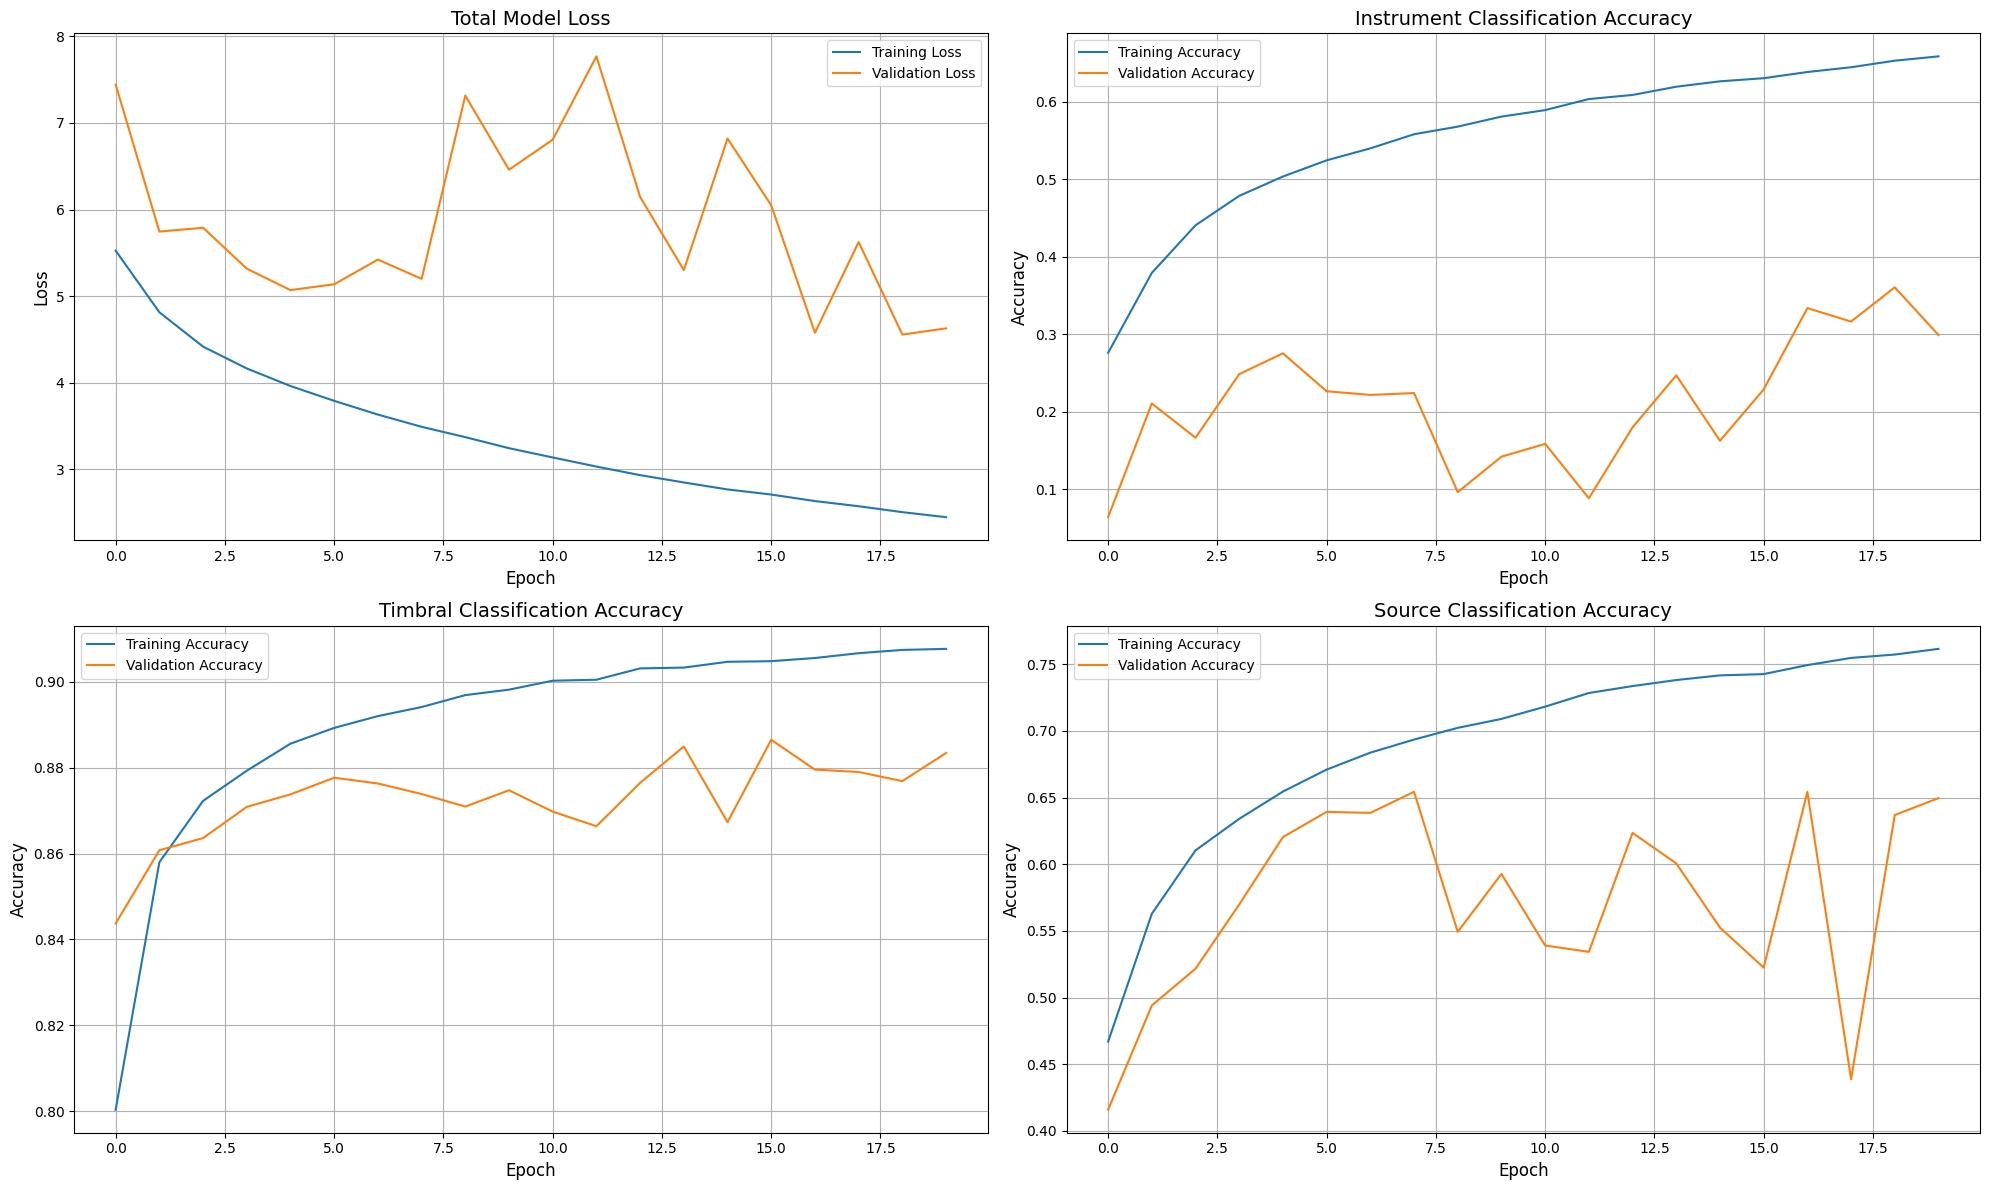 Total Model Loss
Training Loss
Validation Loss
8
7
6
5
4
3
Loss
0.0 2.5 5.0 7.5 10.0 12.5 15.0 17.5
Epoch
Instrument Classification Accuracy
Training Accuracy
Validation Accuracy
0.6
0.5
0.4
0.3
0.2
0.1
Accuracy
0.0 2.5 5.0 7.5 10.0 12.5 15.0 17.5
Epoch
Timbral Classification Accuracy
Training Accuracy
Validation Accuracy
0.90
0.88
0.86
0.84
0.82
0.80
Accuracy
0.0 2.5 5.0 7.5 10.0 12.5 15.0 17.5
Epoch
Source Classification Accuracy
Training Accuracy
Validation Accuracy
0.75
0.70
0.65
0.60
0.55
0.50
0.45
0.40
Accuracy
0.0 2.5 5.0 7.5 10.0 12.5 15.0 17.5
Epoch